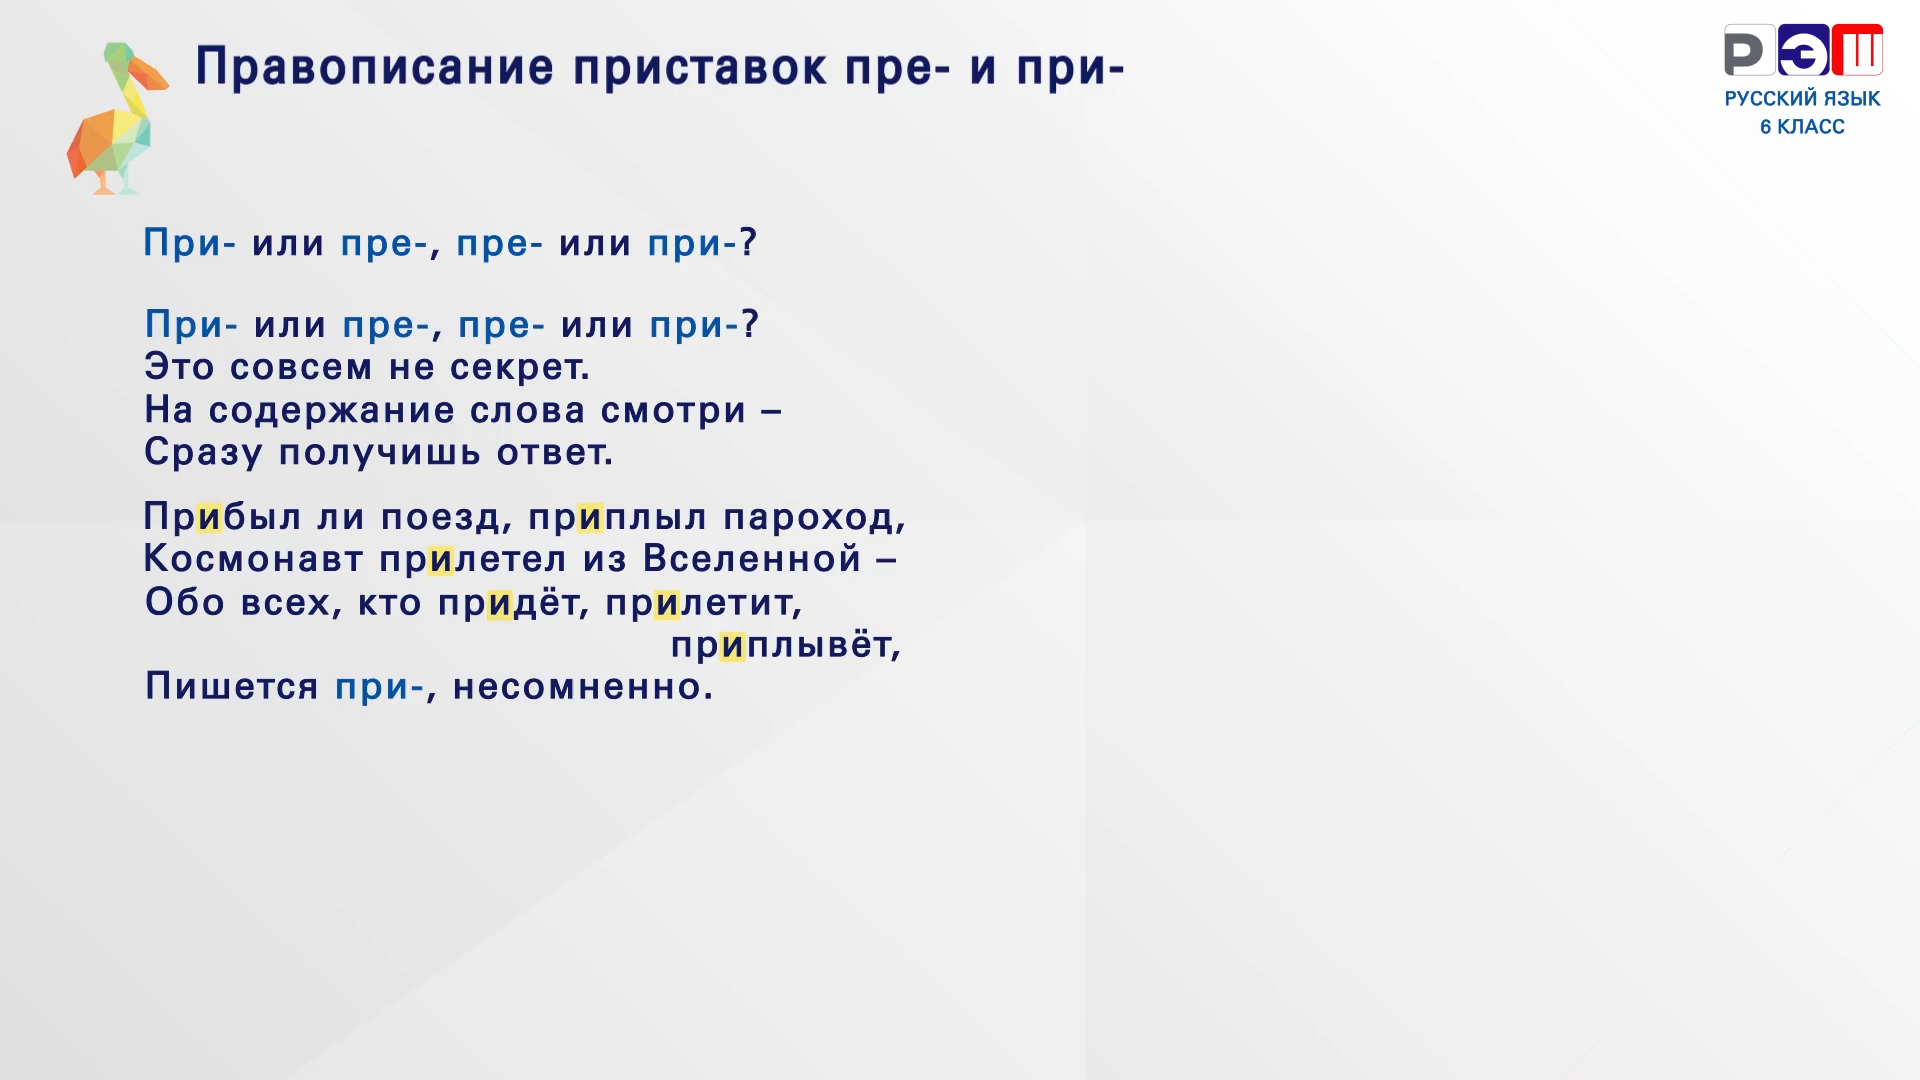 Правописание приставок пре- и при-
РЭШ
РУССКИЙ ЯЗЫК
6 КЛАСС
При- или пре-, пре- или при-?
При- или пре-, пре- или при-?
Это совсем не секрет.
На содержание слова смотри –
Сразу получишь ответ.
Прибыл ли поезд, приплыл пароход,
Космонавт прилетел из Вселенной –
Обо всех, кто придёт, прилетит,
приплывёт,
Пишется при-, несомненно.